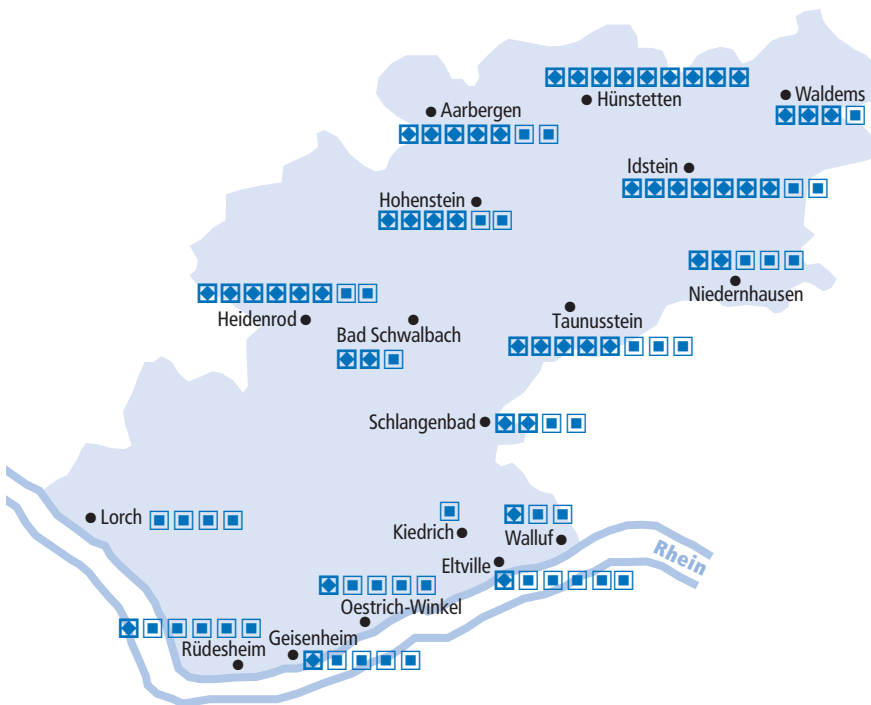 Hünstetten
Waldems
Aarbergen
Idstein
Hohenstein
Niedernhausen
Heidenrod
Bad Schwalbach
Taunusstein
Schlangenbad
Lorch
Kiedrich
Walluf
Rhein
Eltville
Oestrich-Winkel
Geisenheim
Rüdesheim